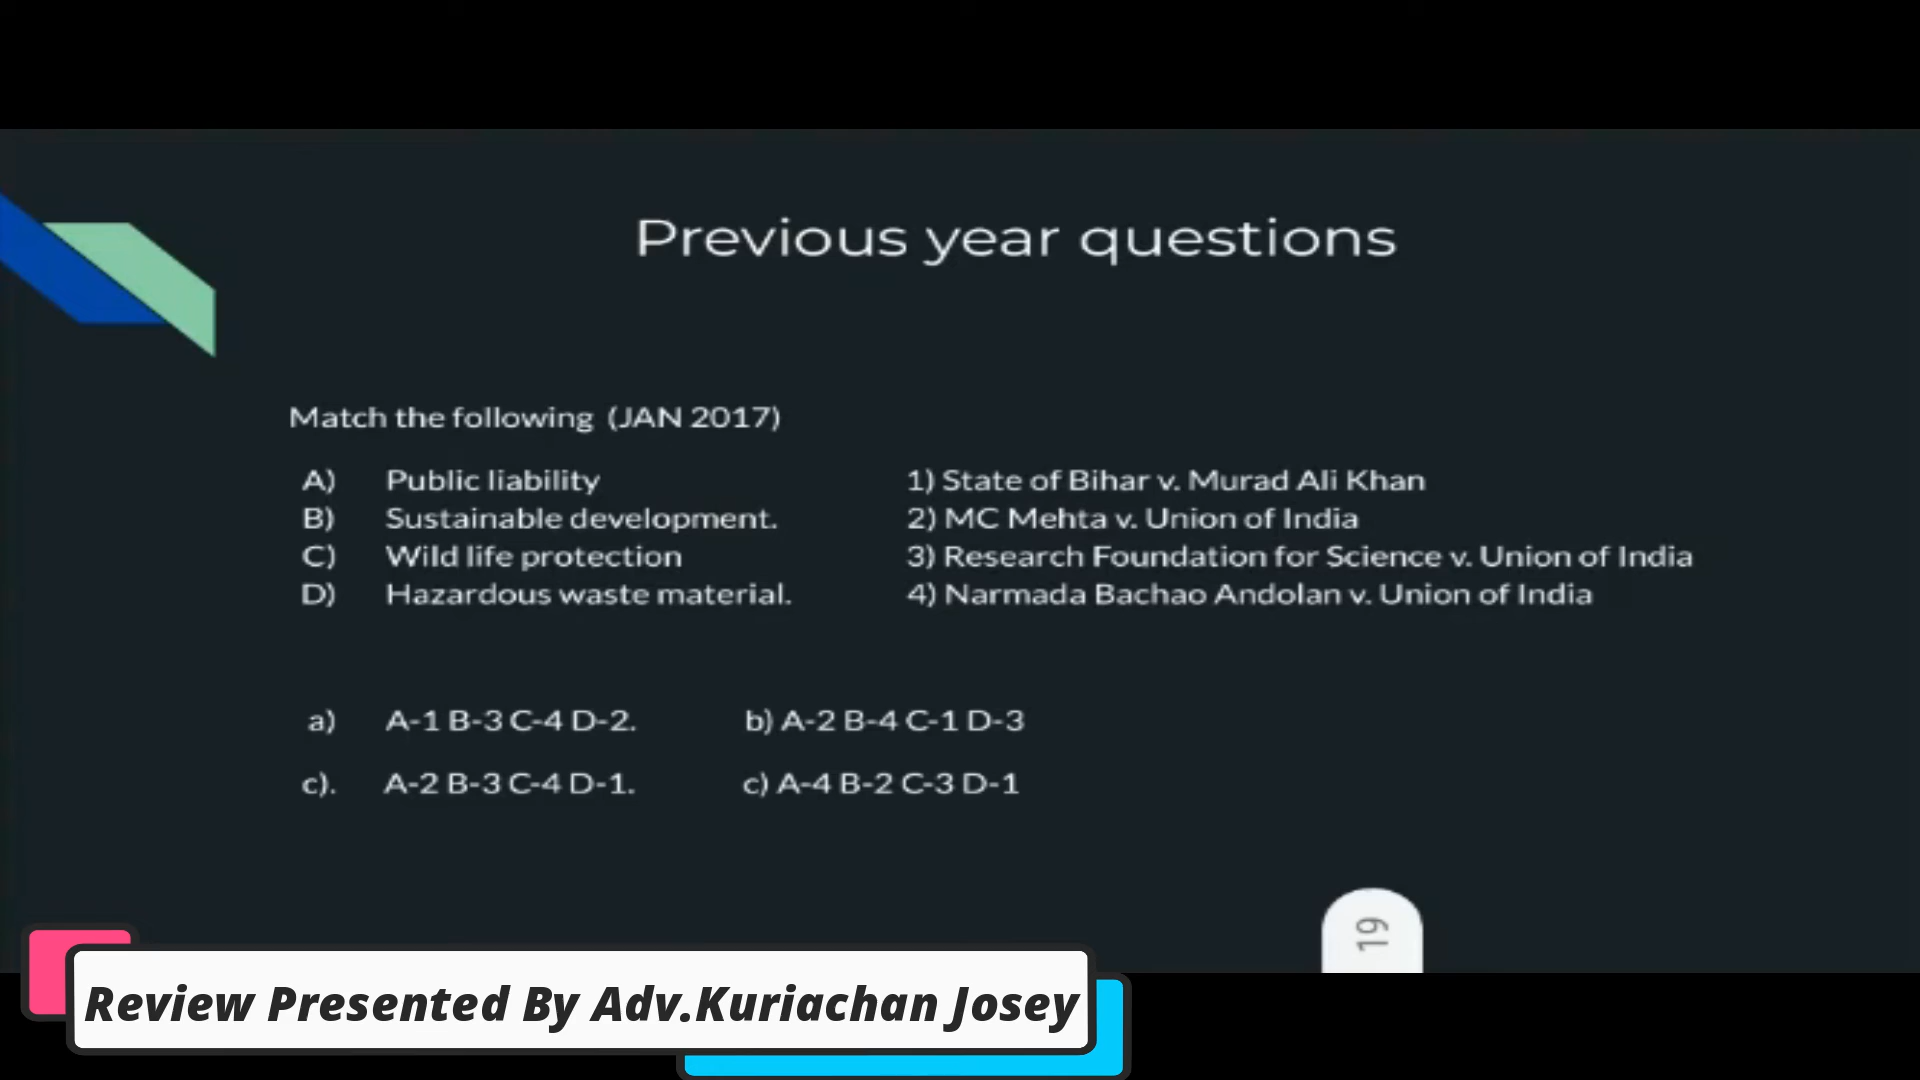 Previous year questions
Match the following (JAN 2017)
A) Public liability 1) State of Bihar v. Murad Ali Khan
B) Sustainable development. 2) MC Mehta v. Union of India
C) Wild life protection 3) Research Foundation for Science v. Union of India
D) Hazardous waste material. 4) Narmada Bachao Andolan v. Union of India
a) A-1 B-3 C-4 D-2. b) A-2 B-4 C-1 D-3
c). A-2 B-3 C-4 D-1. c) A-4 B-2 C-3 D-1
19
Review Presented By Adv.Kuriachan Josey